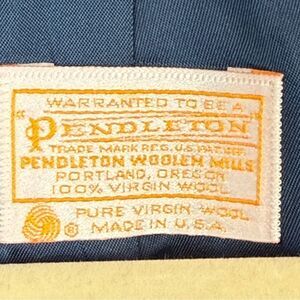 WARRANTED TO BE A
"PENDLETON"
TRADE MARK REG. U.S. PAT. OFF.
PENDLETON WOOLEN MILLS
PORTLAND, OREGON
100% VIRGIN WOOL
PURE VIRGIN WOOL
® MADE IN U.S.A.